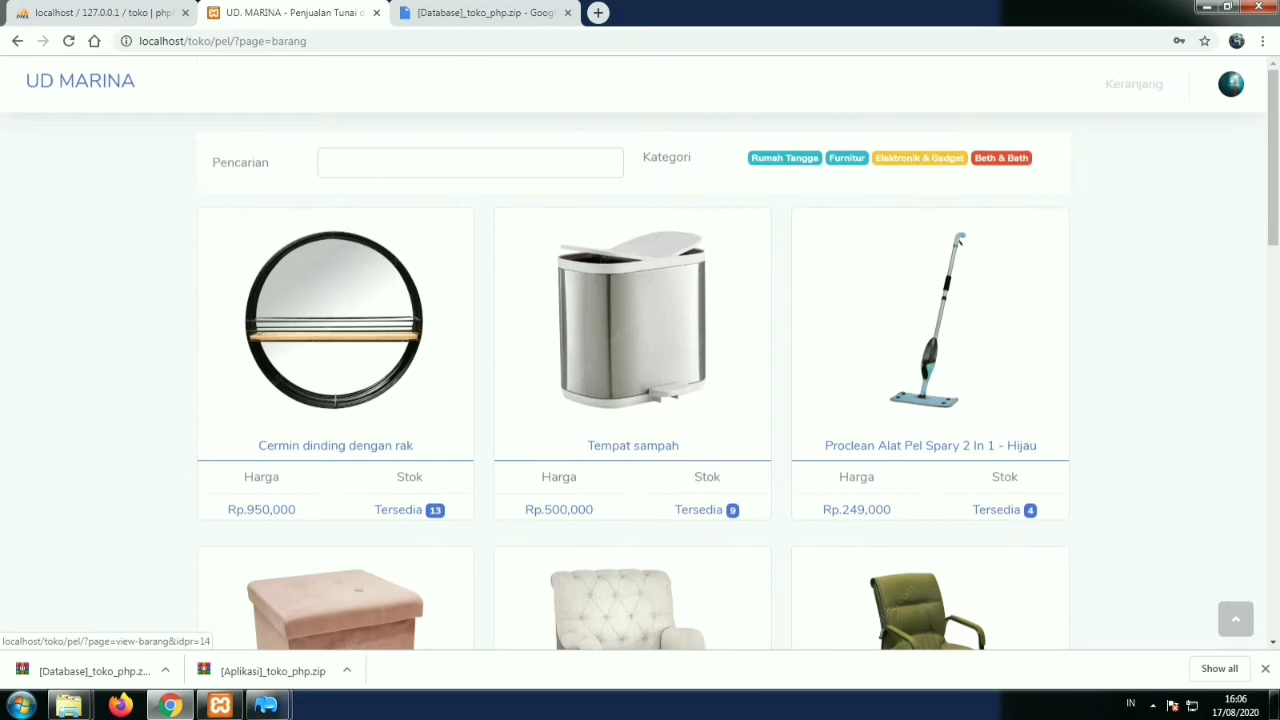 localhost / 127.0.0.1 / toko | php
UD. MARINA - Penjualan Tunai d
[Database]_toko_php.zip - Goog
localhost/toko/pel/?page=barang
UD MARINA
Keranjang
Pencarian
Kategori
Rumah Tangga
Furnitur
Elektronik & Gadget
Beth & Bath
Cermin dinding dengan rak
Tempat sampah
Proclean Alat Pel Spary 2 In 1 - Hijau
Harga Stok
Harga Stok
Harga Stok
Rp.950,000 Tersedia 13
Rp.500,000 Tersedia 9
Rp.249,000 Tersedia 4
localhost/toko/pel/?page=view-barang&idpr=14
[Database]_toko_php.z...
[Aplikasi]_toko_php.zip
Show all
IN
16:06
17/08/2020